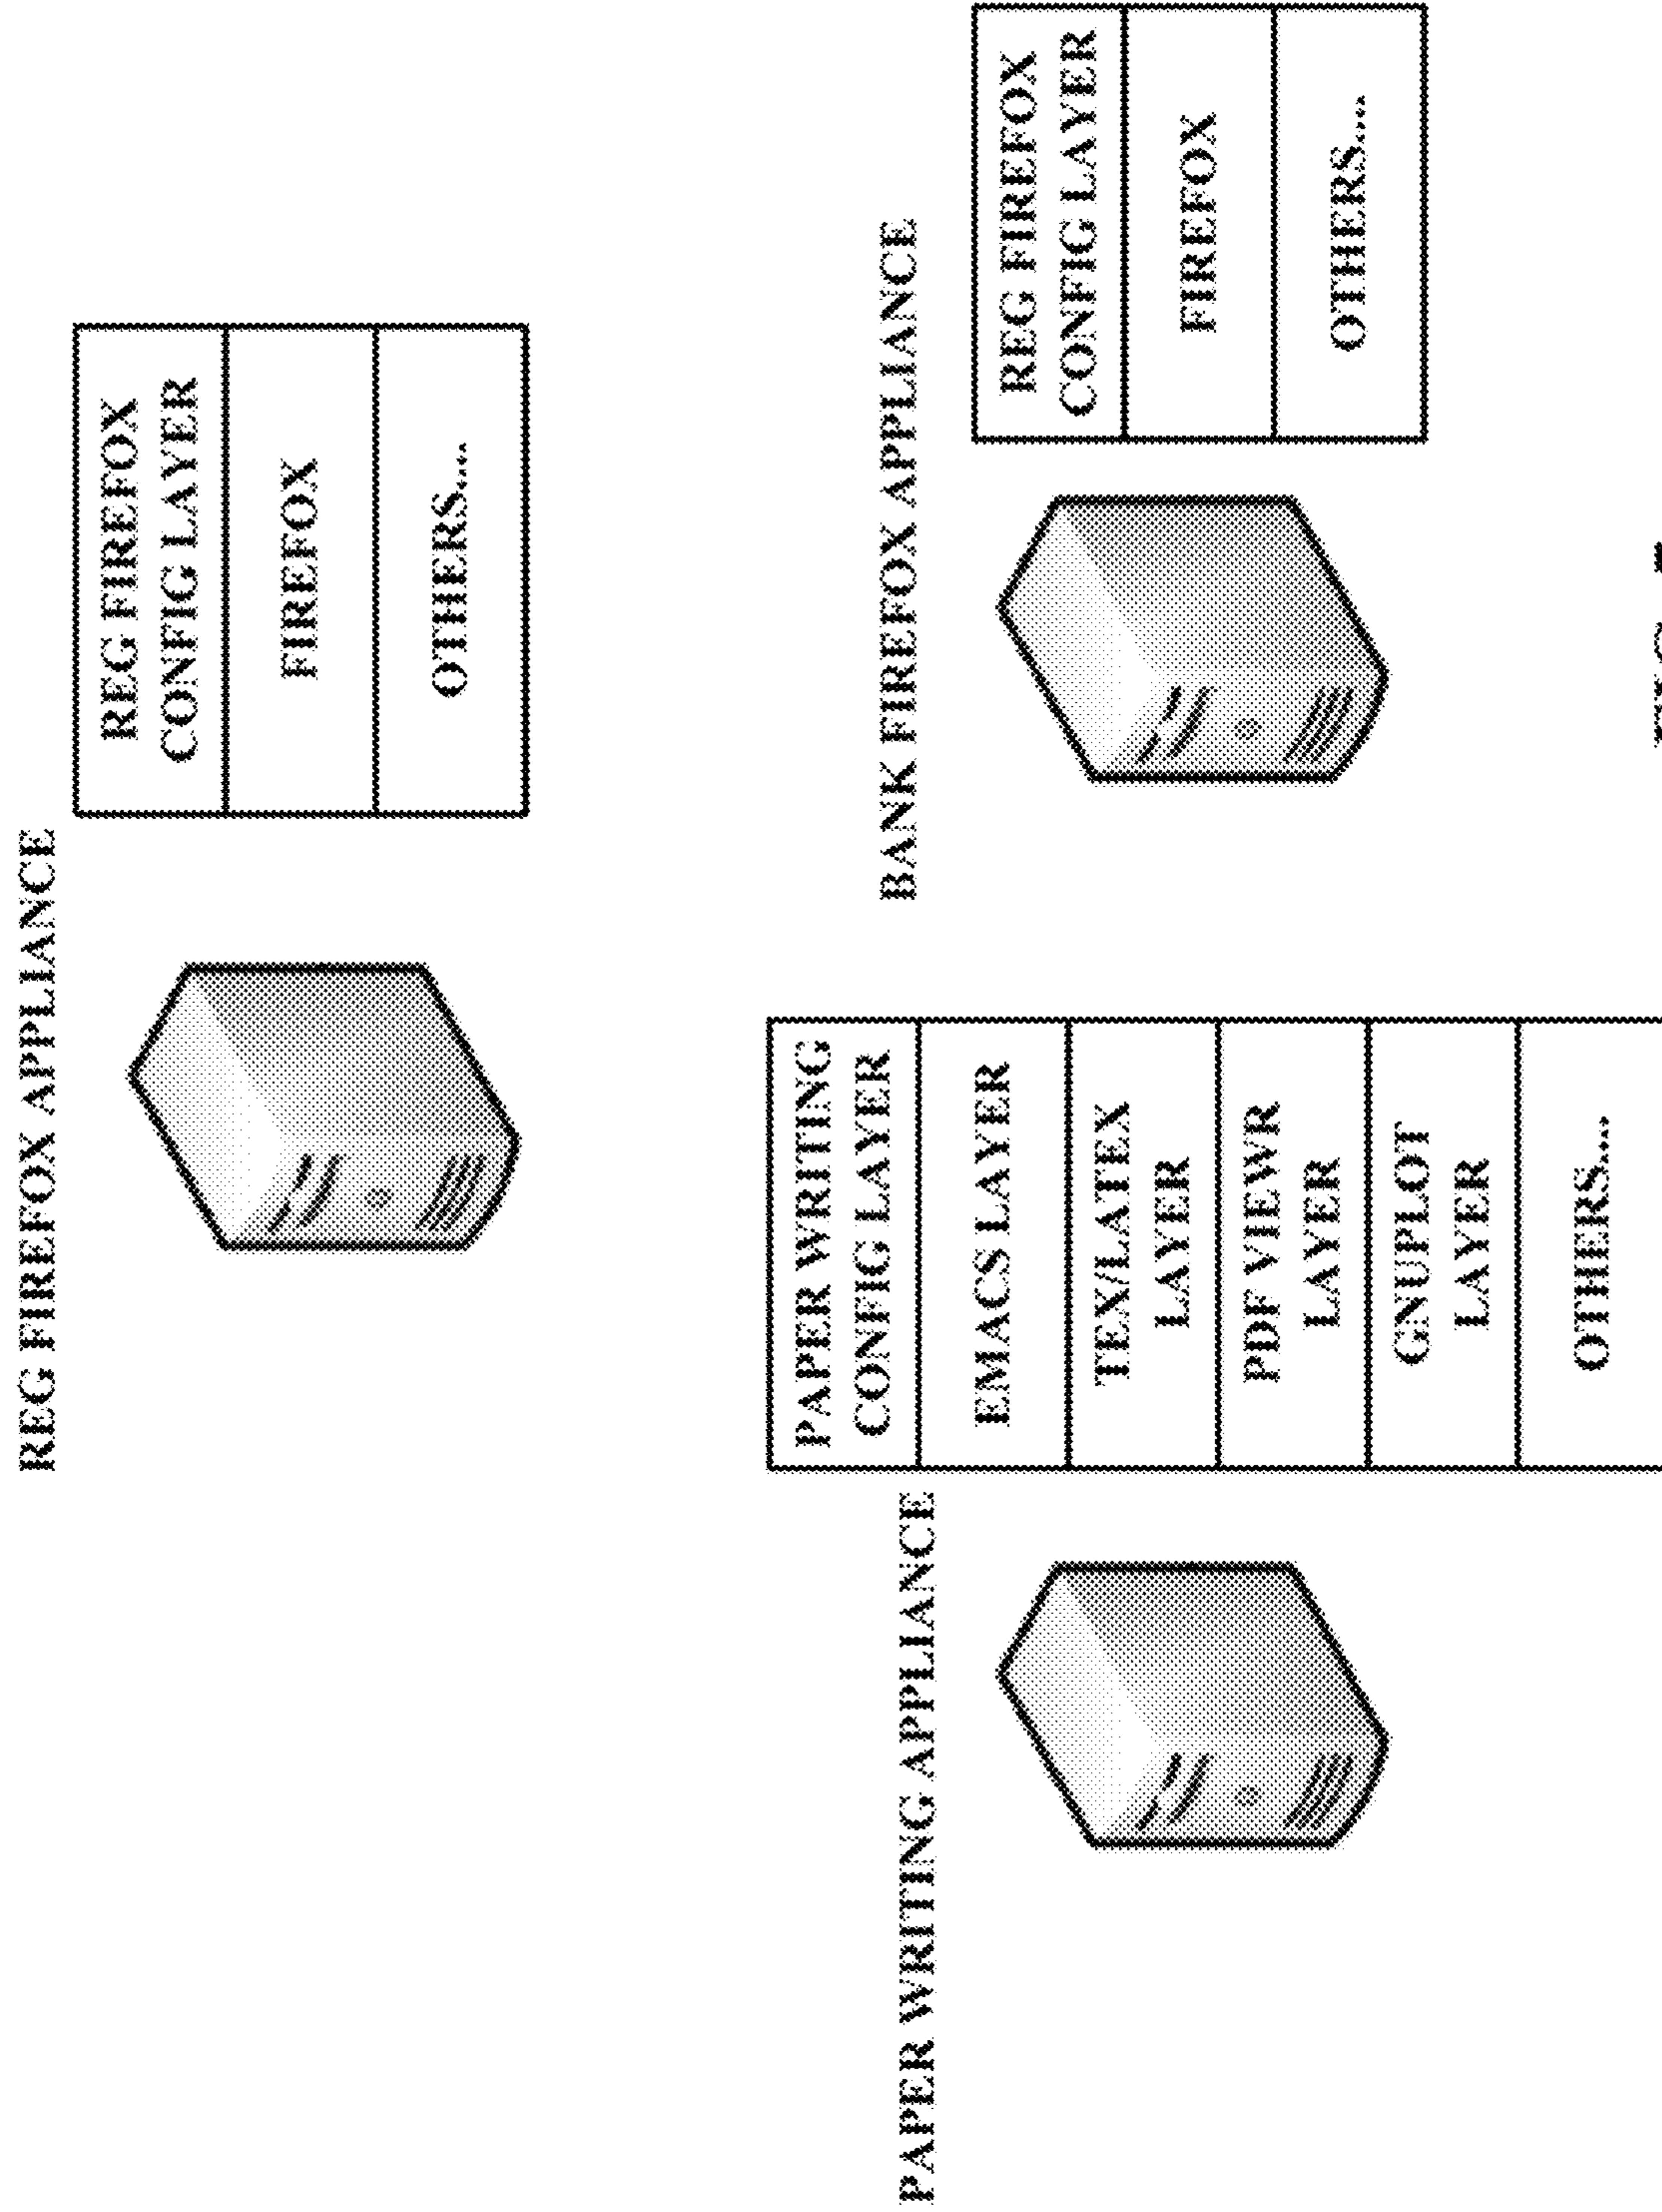 REG FIREFOX APPLIANCE
REG FIREFOX
CONFIG LAYER
FIREFOX
OTHERS....
PAPER WRITING APPLIANCE
PAPER WRITING
CONFIG LAYER
EMACS LAYER
TEX/LATEX
LAYER
PDF VIEWR
LAYER
GNUPLOT
LAYER
OTHERS....
BANK FIREFOX APPLIANCE
REG FIREFOX
CONFIG LAYER
FIREFOX
OTHERS....